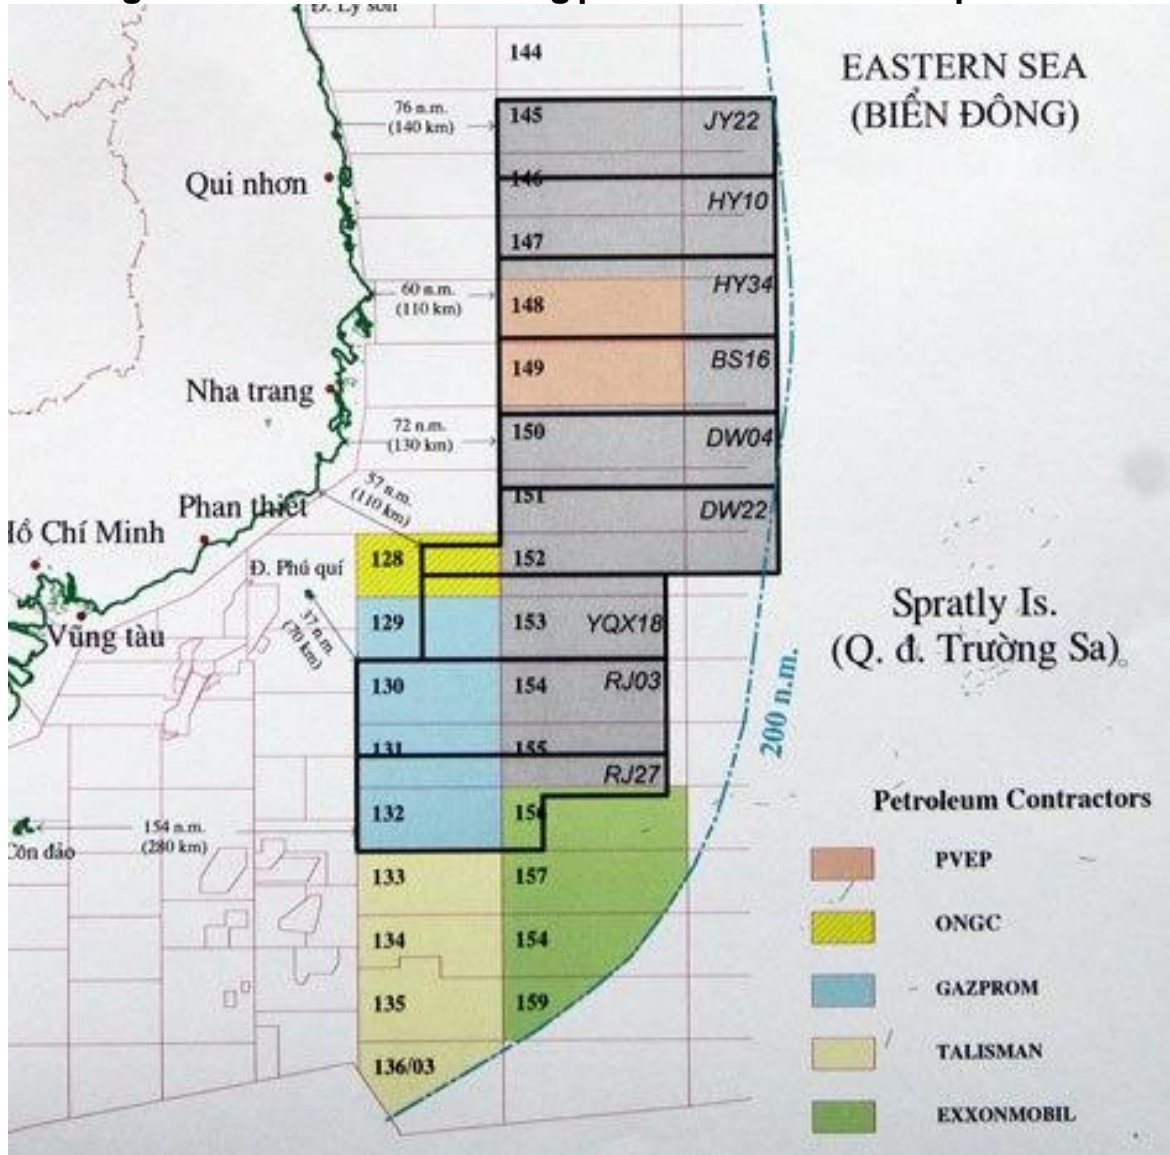 Đ. Lý sơn
144
EASTERN SEA
(BIỂN ĐÔNG)
76 n.m.
(140 km)
145
JY22
146
Qui nhơn
HY10
147
60 n.m.
(110 km)
148
HY34
149
BS16
Nha trang
72 n.m.
(130 km)
150
DW04
57 n.m.
(110 km)
151
DW22
Phan thiết
Hồ Chí Minh
128
152
Đ. Phú quí
37 n.m.
(70 km)
129
153
YQX18
Vũng tàu
Spratly Is.
(Q. đ. Trường Sa)
130
154
RJ03
200 n.m.
131
155
RJ27
132
156
154 n.m.
(280 km)
Côn đảo
133
157
134
154
135
159
136/03
Petroleum Contractors
PVEP
ONGC
GAZPROM
TALISMAN
EXXONMOBIL